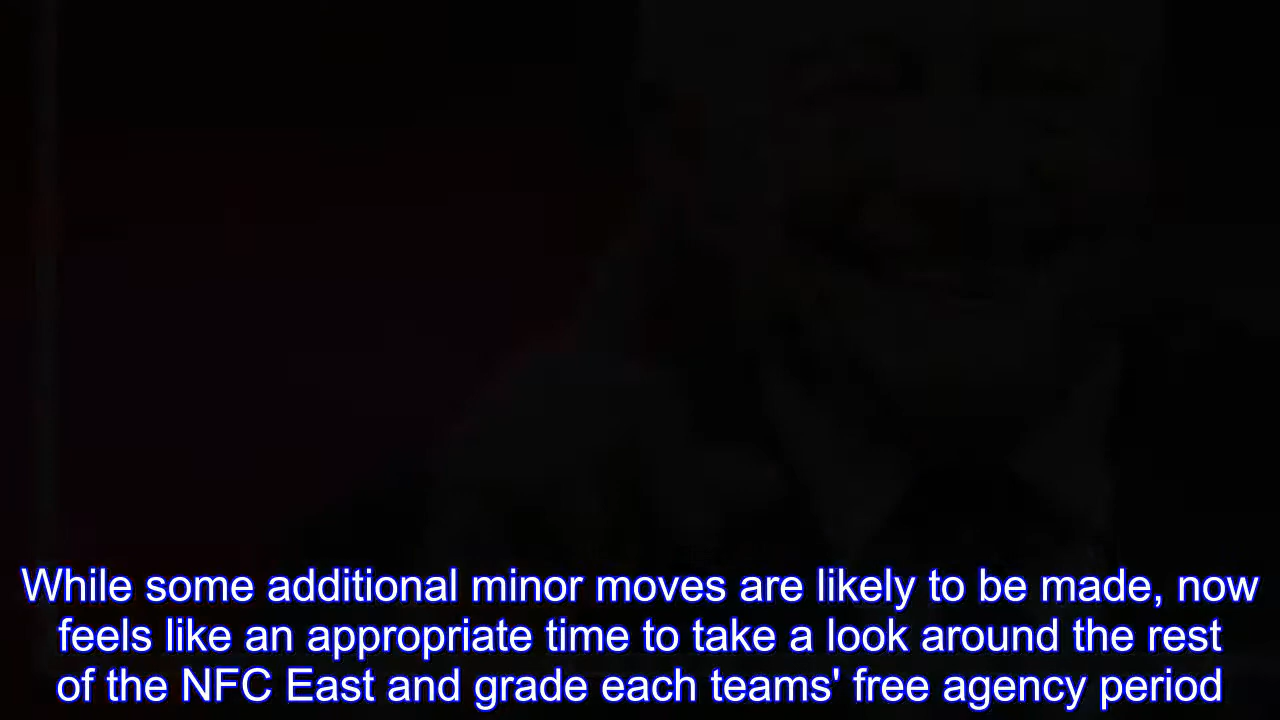 While some additional minor moves are likely to be made, now
feels like an appropriate time to take a look around the rest
of the NFC East and grade each teams' free agency period